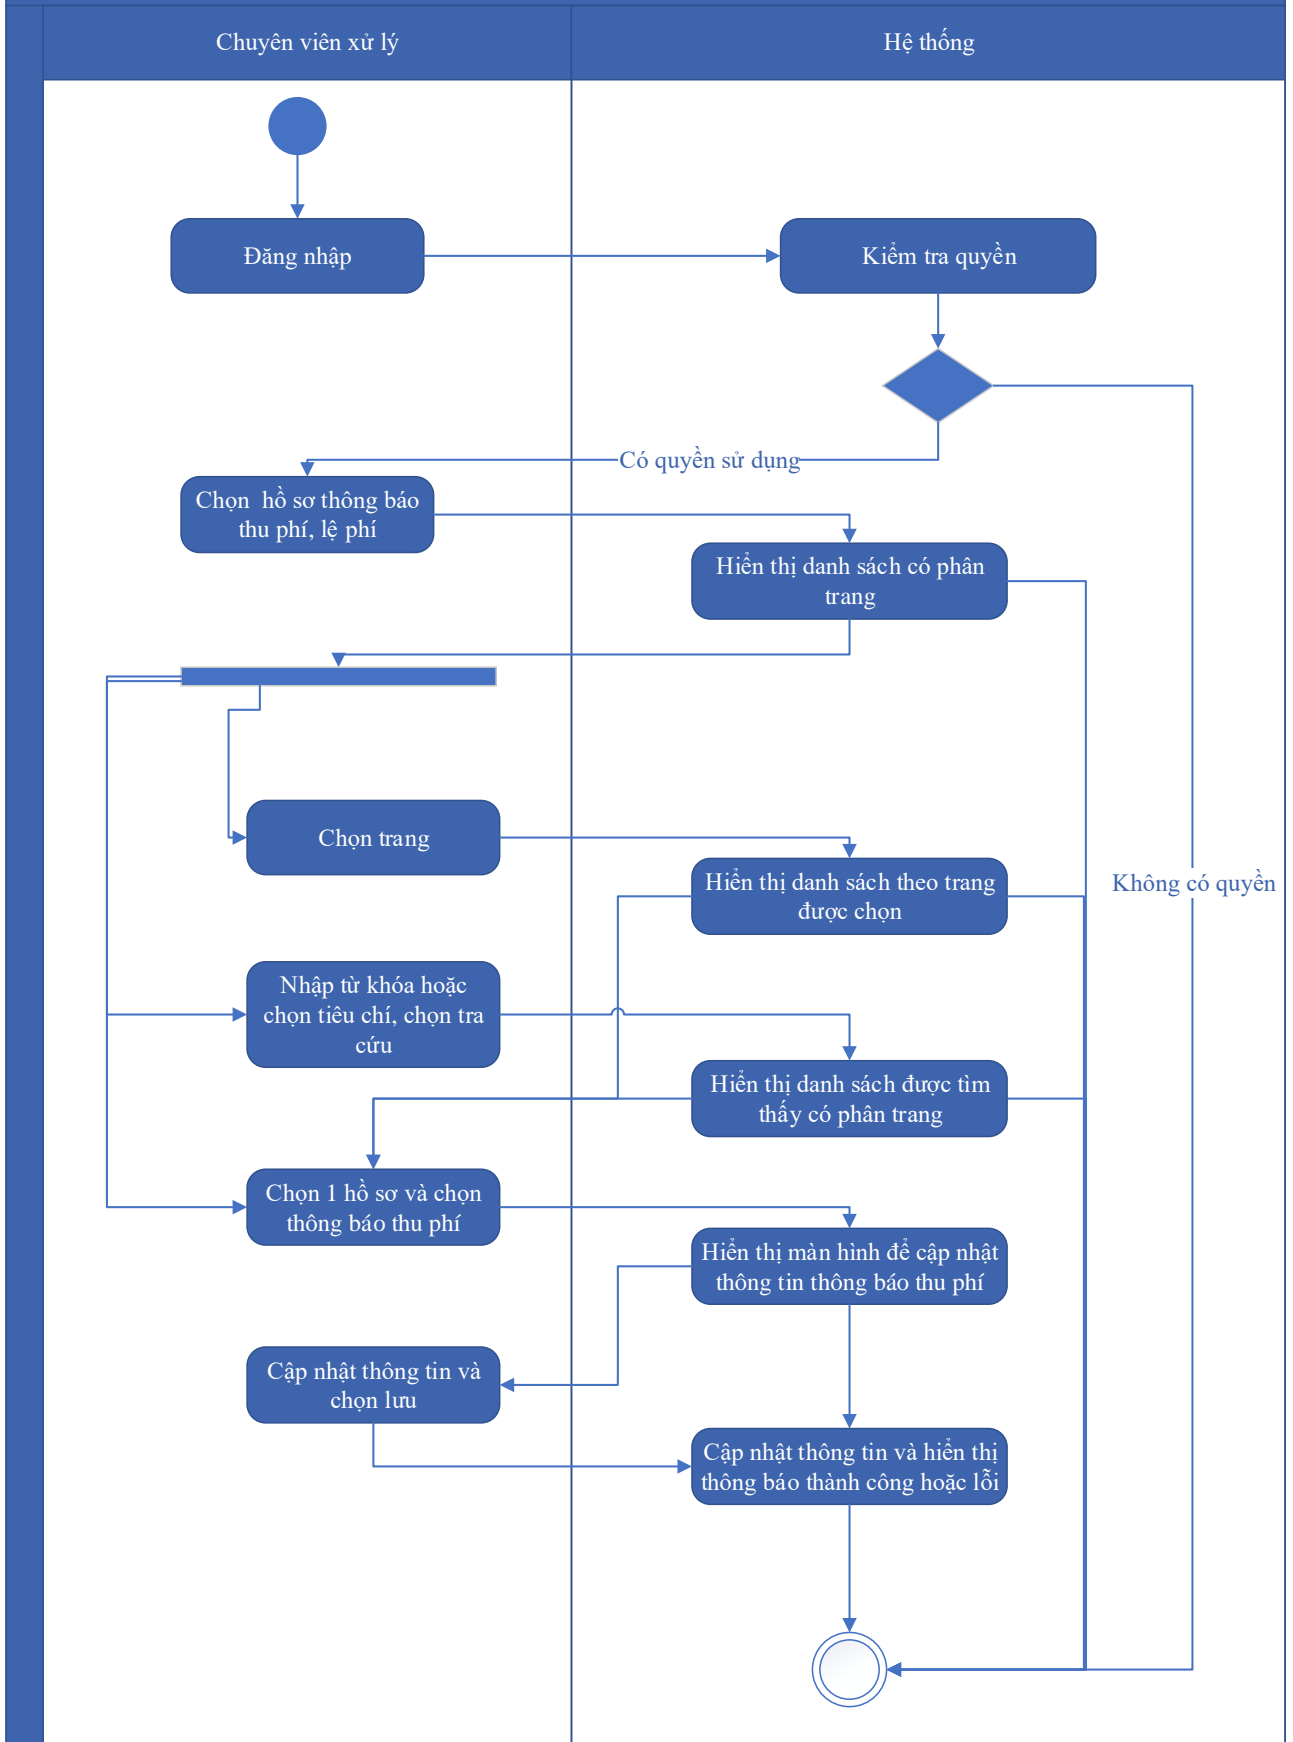 Chuyên viên xử lý
Hệ thống
Đăng nhập
Kiểm tra quyền
Có quyền sử dụng
Chọn hồ sơ thông báo
thu phí, lệ phí
Hiển thị danh sách có phân
trang
Chọn trang
Hiển thị danh sách theo trang
được chọn
Không có quyền
Nhập từ khóa hoặc
chọn tiêu chí, chọn tra
cứu
Hiển thị danh sách được tìm
thấy có phân trang
Chọn 1 hồ sơ và chọn
thông báo thu phí
Hiển thị màn hình để cập nhật
thông tin thông báo thu phí
Cập nhật thông tin và
chọn lưu
Cập nhật thông tin và hiển thị
thông báo thành công hoặc lỗi